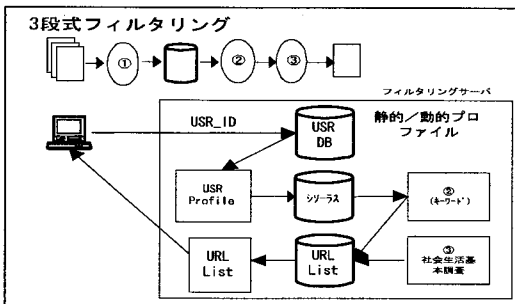 3段式フィルタリング
①
②
③
フィルタリングサーバ
USR_ID
USR
DB
静的／動的プロ
ファイル
USR
Profile
シソーラス
②
(キーワード)
URL
List
URL
List
③
社会生活基
本調査